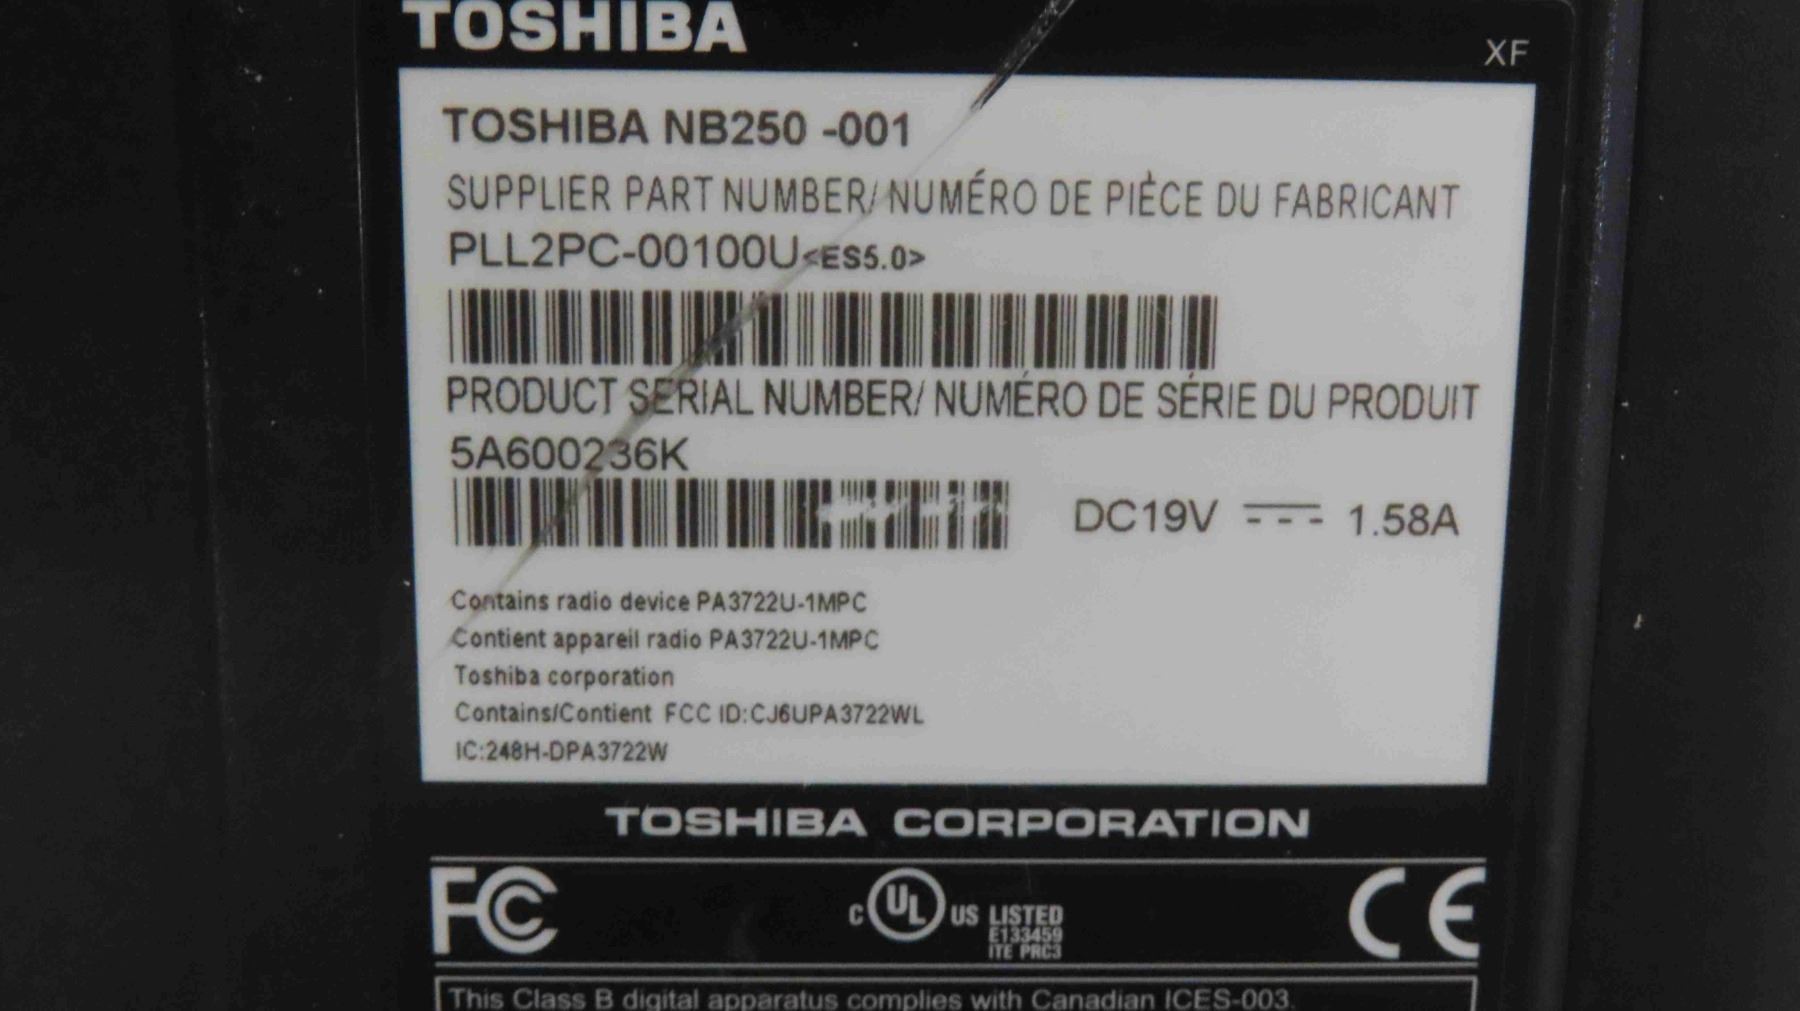 TOSHIBA
XF
TOSHIBA NB250 -001
SUPPLIER PART NUMBER/ NUMÉRO DE PIÈCE DU FABRICANT
PLL2PC-00100U<ES5.0>
PRODUCT SERIAL NUMBER/ NUMÉRO DE SÉRIE DU PRODUIT
5A600236K
DC19V 1.58A
Contains radio device PA3722U-1MPC
Contient appareil radio PA3722U-1MPC
Toshiba corporation
Contains/Contient FCC ID:CJ6UPA3722WL
IC:248H-DPA3722W
TOSHIBA CORPORATION
FC
C UL US LISTED
E133459
ITE PRC3
CE
This Class B digital apparatus complies with Canadian ICES-003.